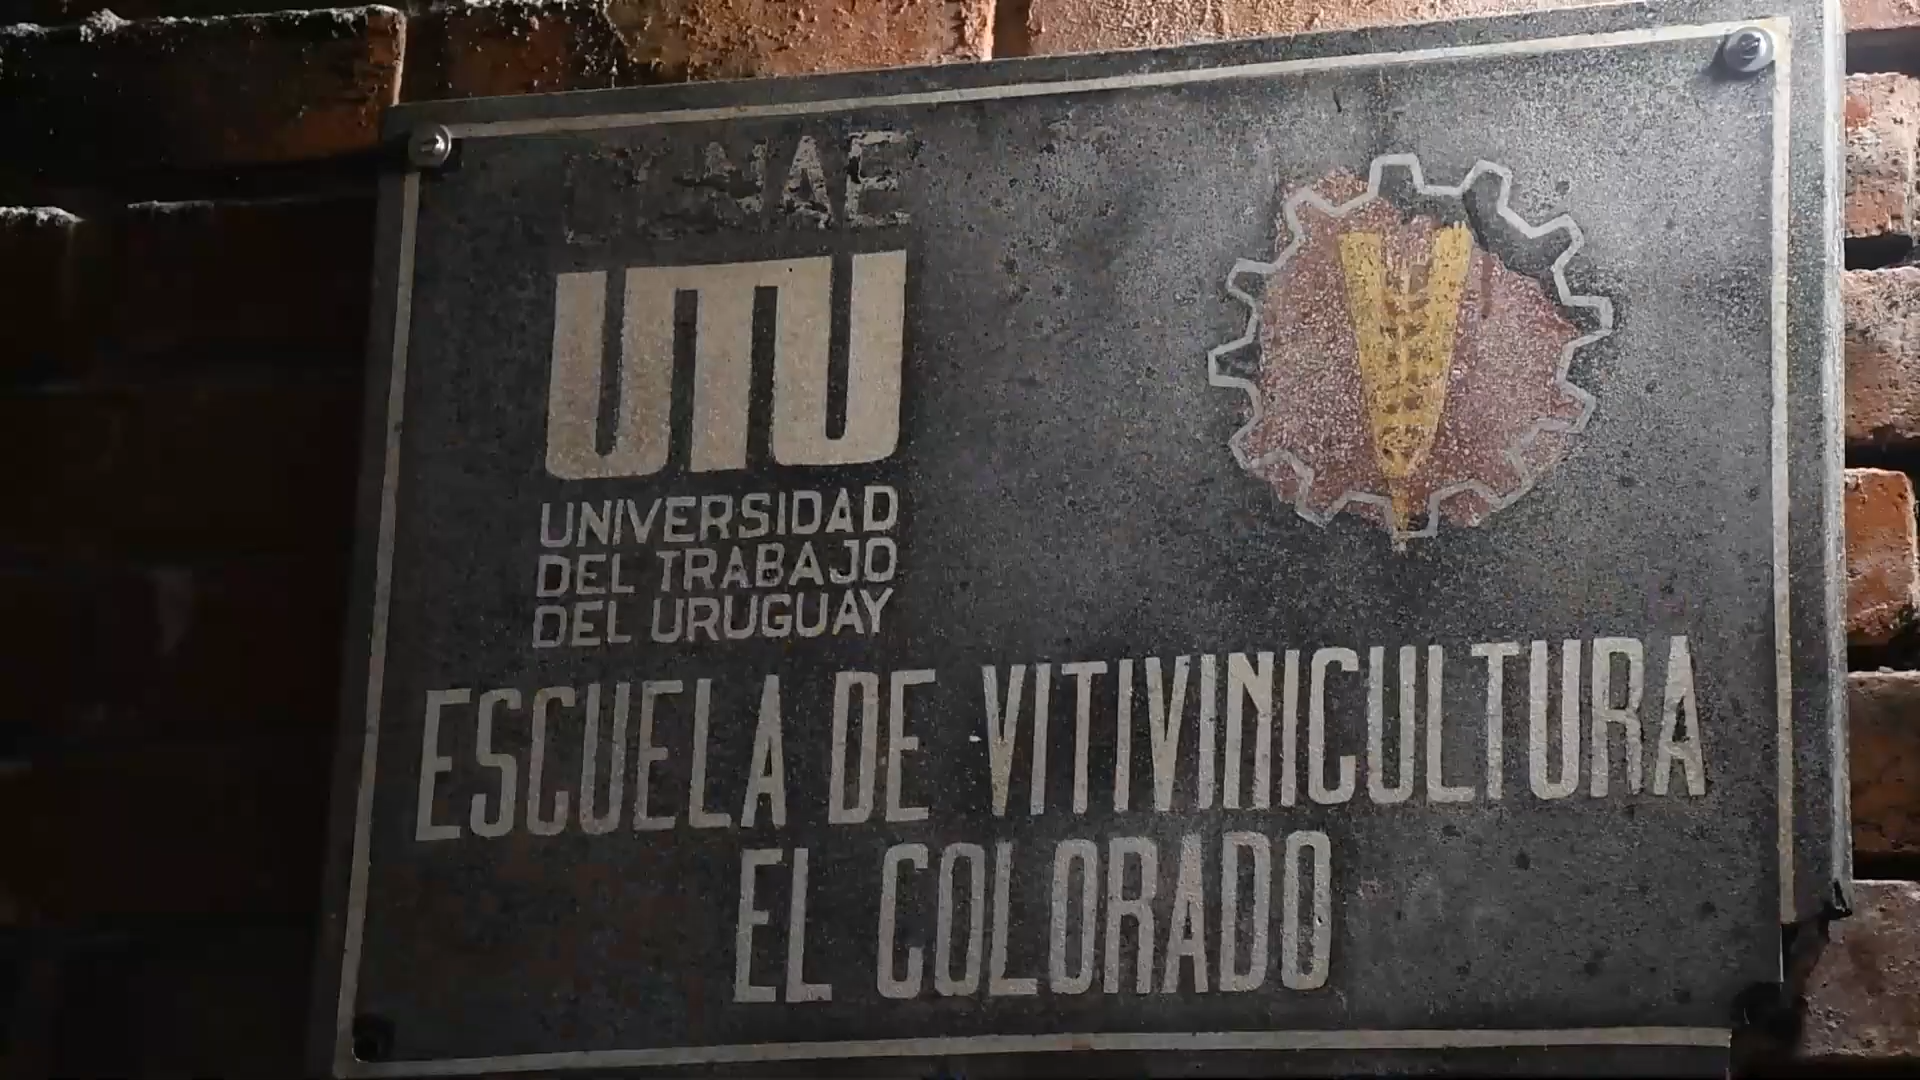 UTU
UNIVERSIDAD
DEL TRABAJO
DEL URUGUAY
ESCUELA DE VITIVINICULTURA
EL COLORADO